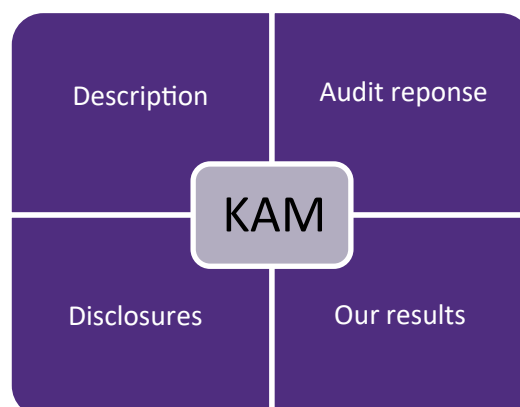 Description
Audit reponse
KAM
Disclosures
Our results